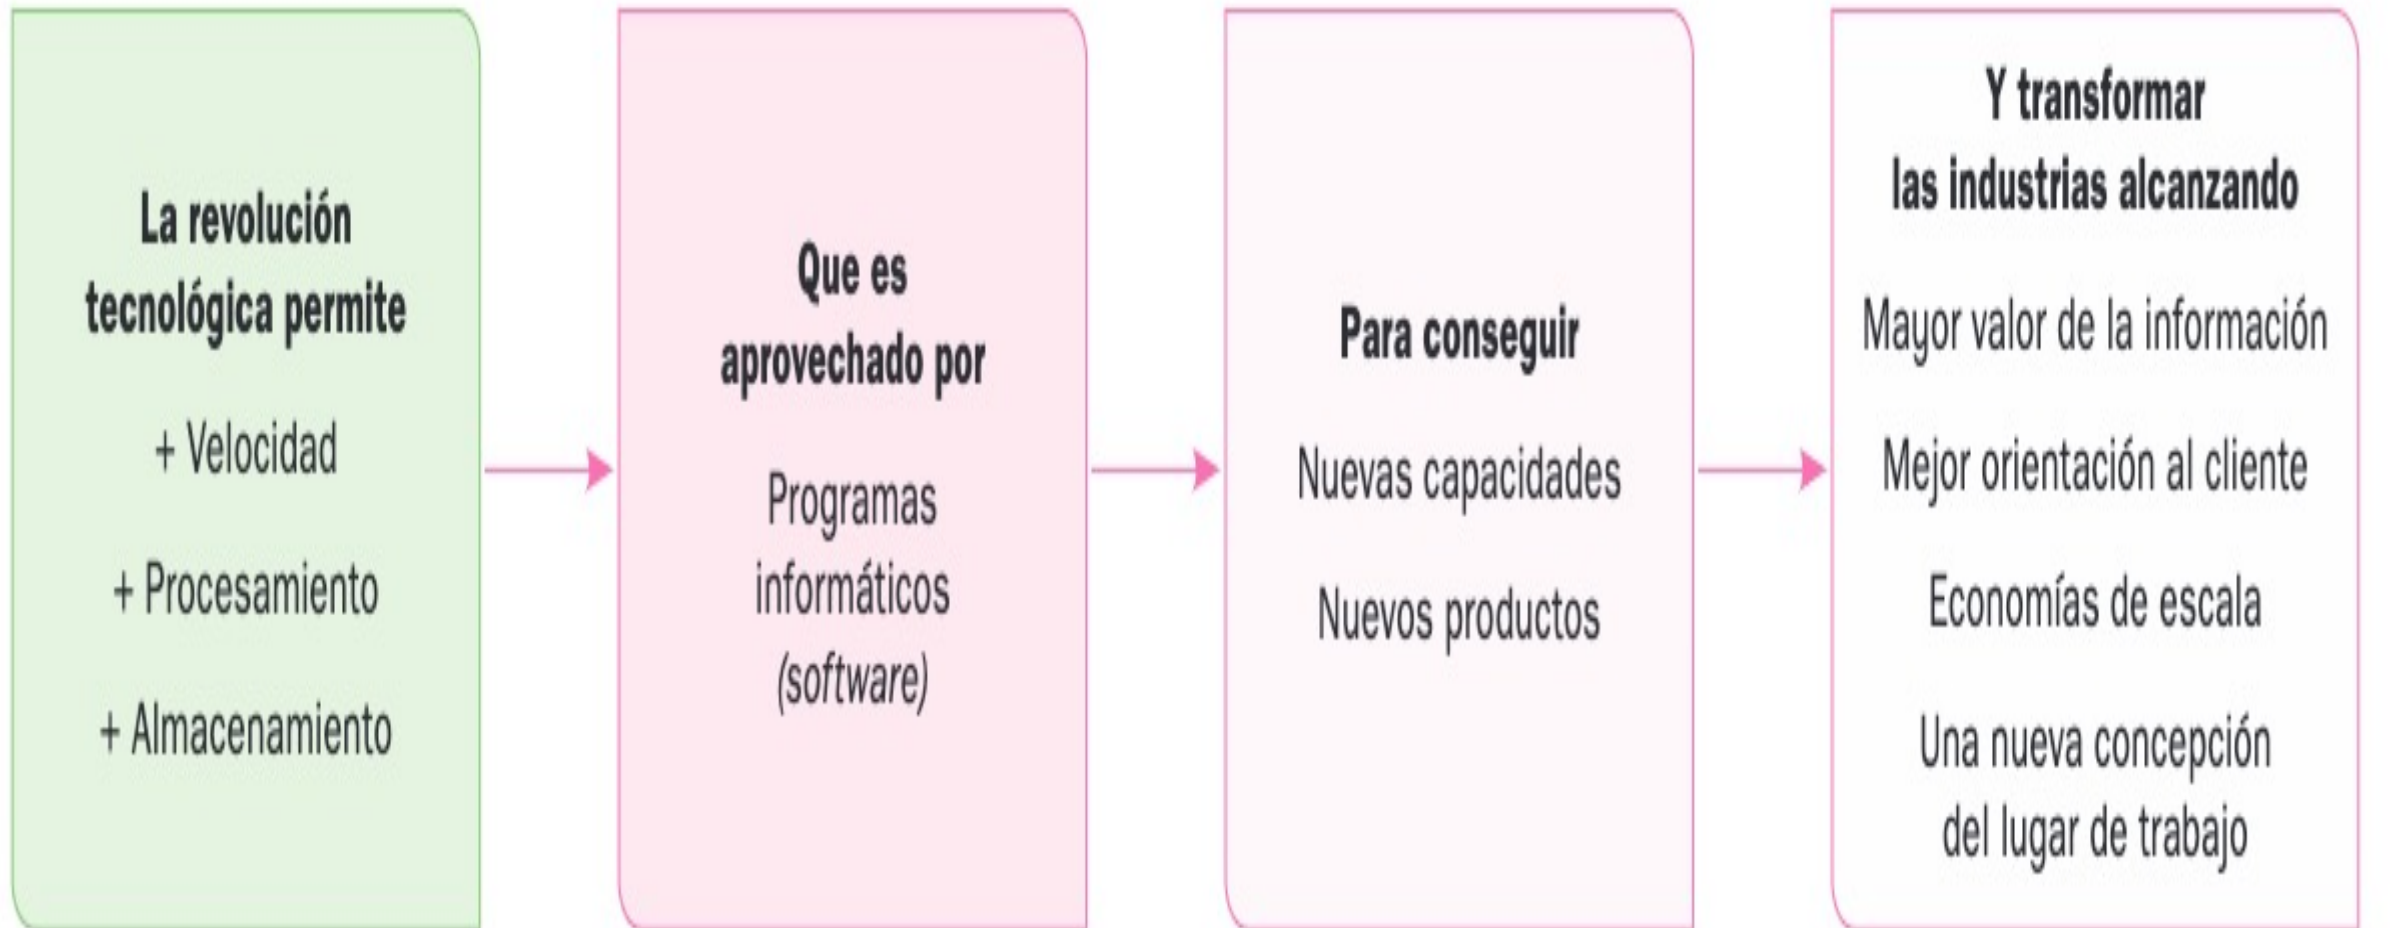 La revolución
tecnológica permite
+ Velocidad
+ Procesamiento
+ Almacenamiento
Que es
aprovechado por
Programas
informáticos
(software)
Para conseguir
Nuevas capacidades
Nuevos productos
Y transformar
las industrias alcanzando
Mayor valor de la información
Mejor orientación al cliente
Economías de escala
Una nueva concepción
del lugar de trabajo